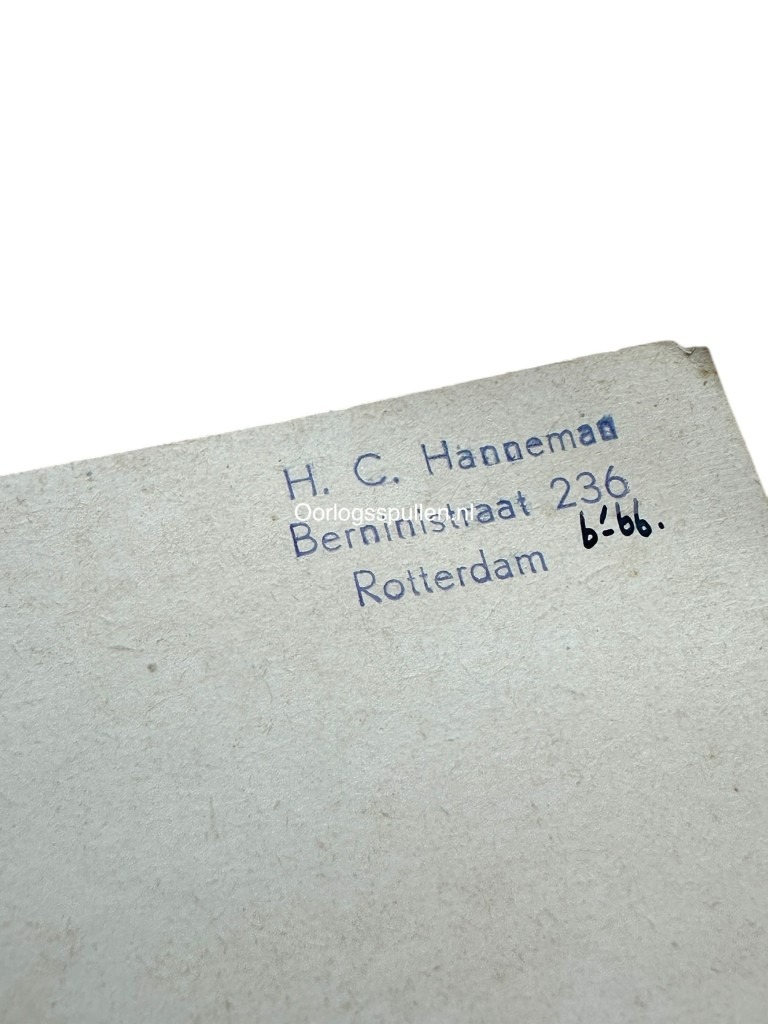 H. C. Hanneman
Berninistraat 236
Oorlogsspullen.nl
6'-66.
Rotterdam